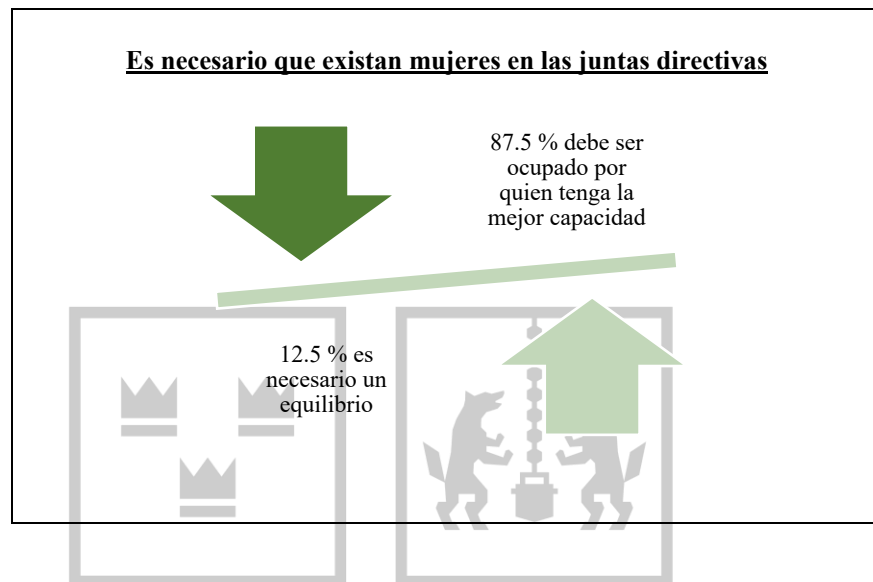 Es necesario que existan mujeres en las juntas directivas
87.5 % debe ser
ocupado por
quien tenga la
mejor capacidad
12.5 % es
necesario un
equilibrio